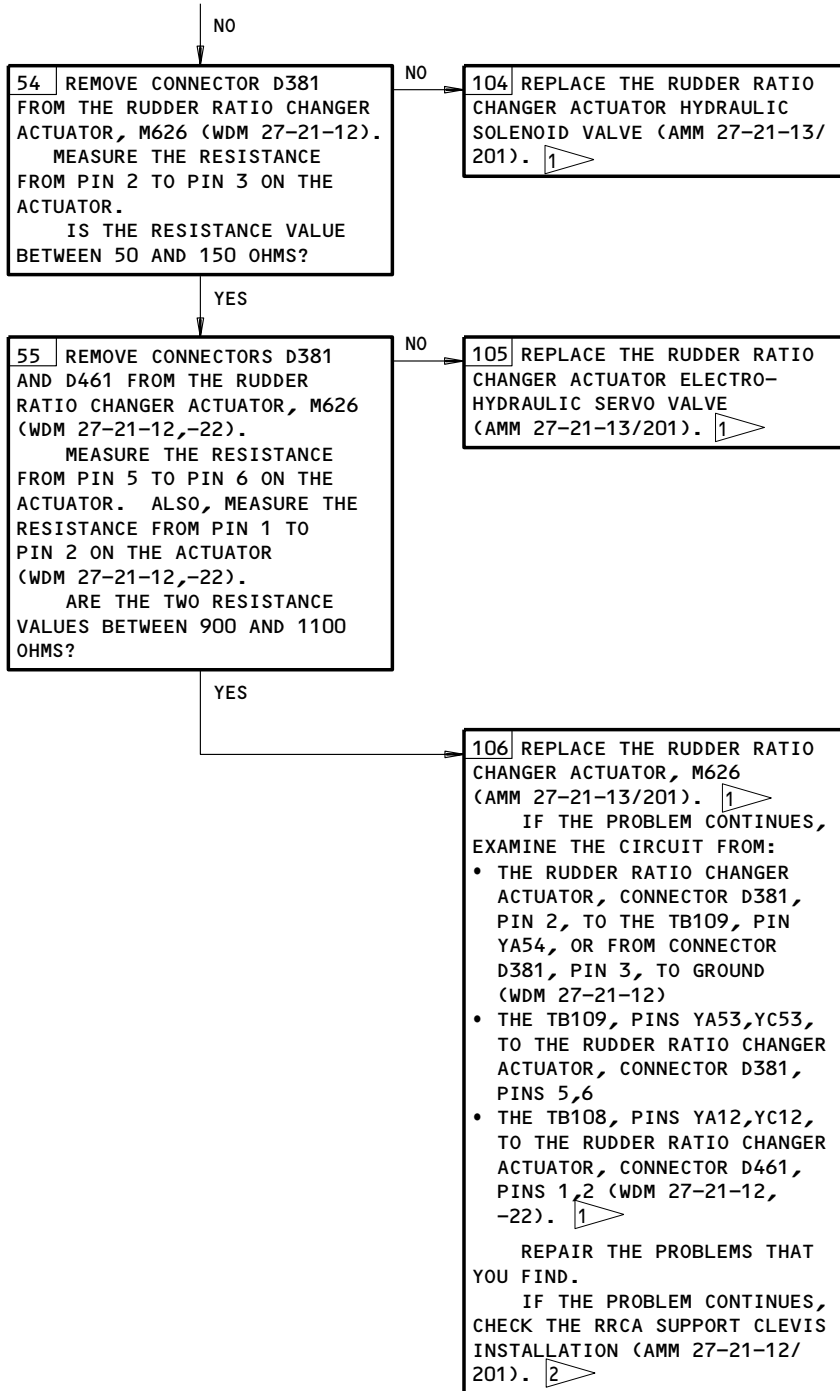 NO
54 REMOVE CONNECTOR D381
FROM THE RUDDER RATIO CHANGER
ACTUATOR, M626 (WDM 27-21-12).
MEASURE THE RESISTANCE
FROM PIN 2 TO PIN 3 ON THE
ACTUATOR.
IS THE RESISTANCE VALUE
BETWEEN 50 AND 150 OHMS?
NO
104 REPLACE THE RUDDER RATIO
CHANGER ACTUATOR HYDRAULIC
SOLENOID VALVE (AMM 27-21-13/
201). 1
YES
55 REMOVE CONNECTORS D381
AND D461 FROM THE RUDDER
RATIO CHANGER ACTUATOR, M626
(WDM 27-21-12,-22).
MEASURE THE RESISTANCE
FROM PIN 5 TO PIN 6 ON THE
ACTUATOR. ALSO, MEASURE THE
RESISTANCE FROM PIN 1 TO
PIN 2 ON THE ACTUATOR
(WDM 27-21-12,-22).
ARE THE TWO RESISTANCE
VALUES BETWEEN 900 AND 1100
OHMS?
NO
105 REPLACE THE RUDDER RATIO
CHANGER ACTUATOR ELECTRO-
HYDRAULIC SERVO VALVE
(AMM 27-21-13/201). 1
YES
106 REPLACE THE RUDDER RATIO
CHANGER ACTUATOR, M626
(AMM 27-21-13/201). 1
IF THE PROBLEM CONTINUES,
EXAMINE THE CIRCUIT FROM:
• THE RUDDER RATIO CHANGER
ACTUATOR, CONNECTOR D381,
PIN 2, TO THE TB109, PIN
YA54, OR FROM CONNECTOR
D381, PIN 3, TO GROUND
(WDM 27-21-12)
• THE TB109, PINS YA53,YC53,
TO THE RUDDER RATIO CHANGER
ACTUATOR, CONNECTOR D381,
PINS 5,6
• THE TB108, PINS YA12,YC12,
TO THE RUDDER RATIO CHANGER
ACTUATOR, CONNECTOR D461,
PINS 1,2 (WDM 27-21-12,
-22). 1
REPAIR THE PROBLEMS THAT
YOU FIND.
IF THE PROBLEM CONTINUES,
CHECK THE RRCA SUPPORT CLEVIS
INSTALLATION (AMM 27-21-12/
201). 2